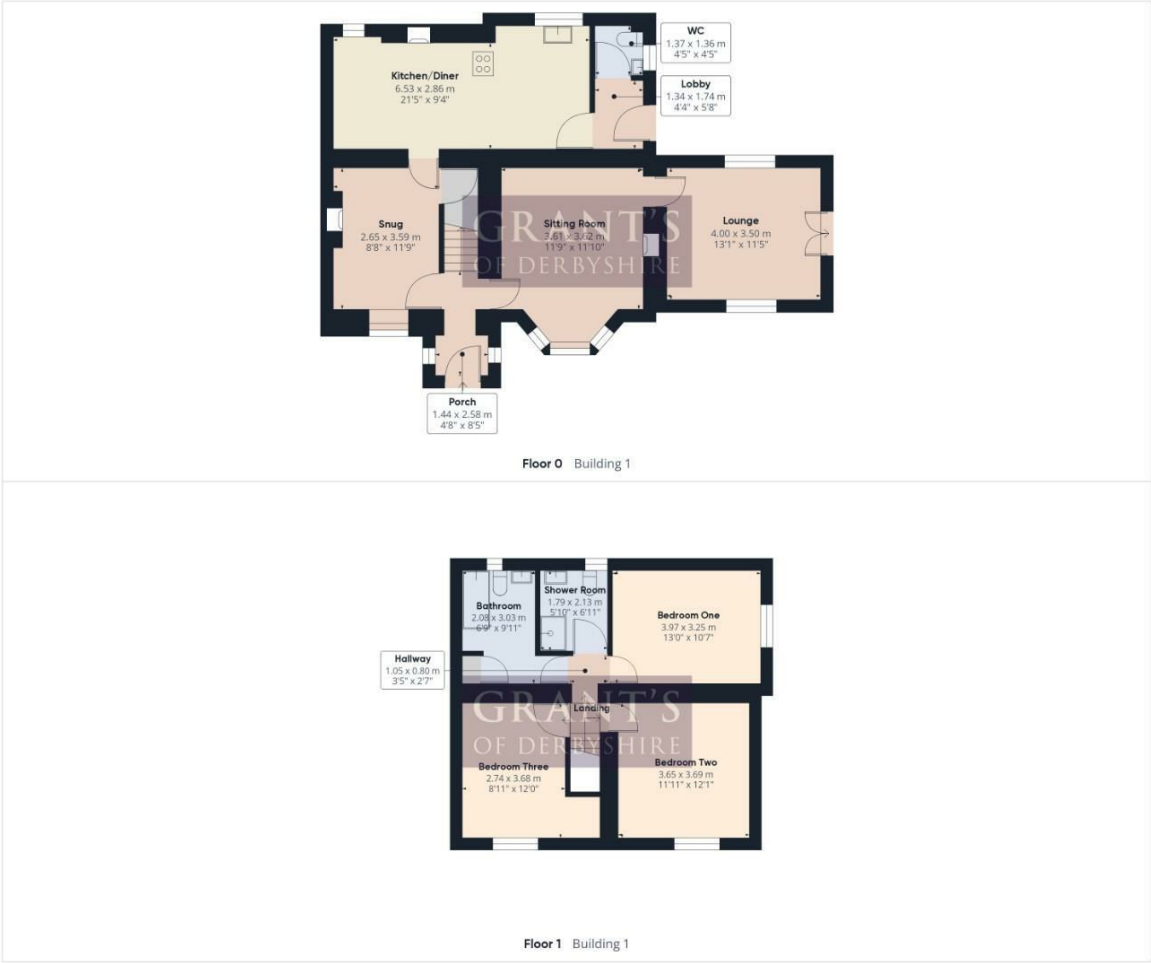 WC
1.37 x 1.36 m
4'5" x 4'5"
Lobby
1.34 x 1.74 m
4'4" x 5'8"
Kitchen/Diner
6.53 x 2.86 m
21'5" x 9'4"
Snug
2.65 x 3.59 m
8'8" x 11'9"
Sitting Room
3.61 x 3.62 m
11'9" x 11'10"
Lounge
4.00 x 3.50 m
13'1" x 11'5"
GRANT'S
OF DERBYSHIRE
Porch
1.44 x 2.58 m
4'8" x 8'5"
Floor 0 Building 1
Bathroom
2.08 x 3.03 m
6'9" x 9'11"
Shower Room
1.79 x 2.13 m
5'10" x 6'11"
Bedroom One
3.97 x 3.25 m
13'0" x 10'7"
Hallway
1.05 x 0.80 m
3'5" x 2'7"
Landing
GRANT'S
OF DERBYSHIRE
Bedroom Three
2.74 x 3.68 m
8'11" x 12'0"
Bedroom Two
3.65 x 3.69 m
11'11" x 12'1"
Floor 1 Building 1